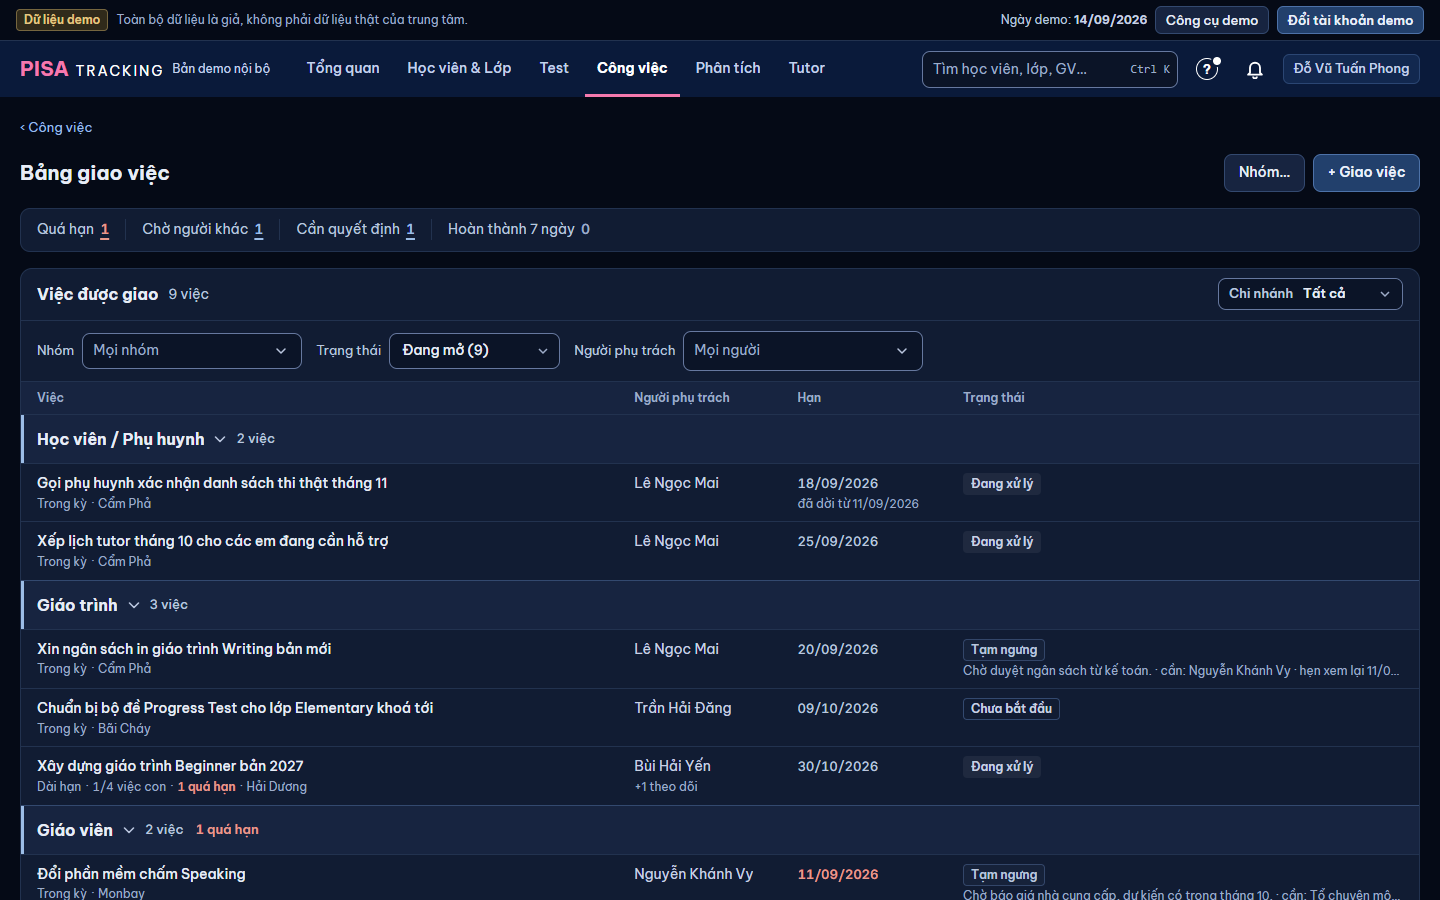 Dữ liệu demo Toàn bộ dữ liệu là giả, không phải dữ liệu thật của trung tâm. Ngày demo: 14/09/2026 Công cụ demo Đổi tài khoản demo
PISA TRACKING Bản demo nội bộ Tổng quan Học viên & Lớp Test Công việc Phân tích Tutor Tìm học viên, lớp, GV... Ctrl K ? Đỗ Vũ Tuấn Phong
‹ Công việc
Bảng giao việc Nhóm... + Giao việc
Quá hạn 1 Chờ người khác 1 Cần quyết định 1 Hoàn thành 7 ngày 0
Việc được giao 9 việc Chi nhánh Tất cả
Nhóm Mọi nhóm Trạng thái Đang mở (9) Người phụ trách Mọi người
Việc Người phụ trách Hạn Trạng thái
Học viên / Phụ huynh 2 việc
Gọi phụ huynh xác nhận danh sách thi thật tháng 11 Lê Ngọc Mai 18/09/2026 Đang xử lý
Trong kỳ · Cẩm Phả đã dời từ 11/09/2026
Xếp lịch tutor tháng 10 cho các em đang cần hỗ trợ Lê Ngọc Mai 25/09/2026 Đang xử lý
Trong kỳ · Cẩm Phả
Giáo trình 3 việc
Xin ngân sách in giáo trình Writing bản mới Lê Ngọc Mai 20/09/2026 Tạm ngưng
Trong kỳ · Cẩm Phả Chờ duyệt ngân sách từ kế toán. · cần: Nguyễn Khánh Vy · hẹn xem lại 11/0...
Chuẩn bị bộ đề Progress Test cho lớp Elementary khoá tới Trần Hải Đăng 09/10/2026 Chưa bắt đầu
Trong kỳ · Bãi Cháy
Xây dựng giáo trình Beginner bản 2027 Bùi Hải Yến 30/10/2026 Đang xử lý
Dài hạn · 1/4 việc con · 1 quá hạn · Hải Dương +1 theo dõi
Giáo viên 2 việc 1 quá hạn
Đổi phần mềm chấm Speaking Nguyễn Khánh Vy 11/09/2026 Tạm ngưng
Trong kỳ · Monbay Chờ báo giá nhà cung cấp, dự kiến có trong tháng 10. · cần: Tổ chuyên mô...